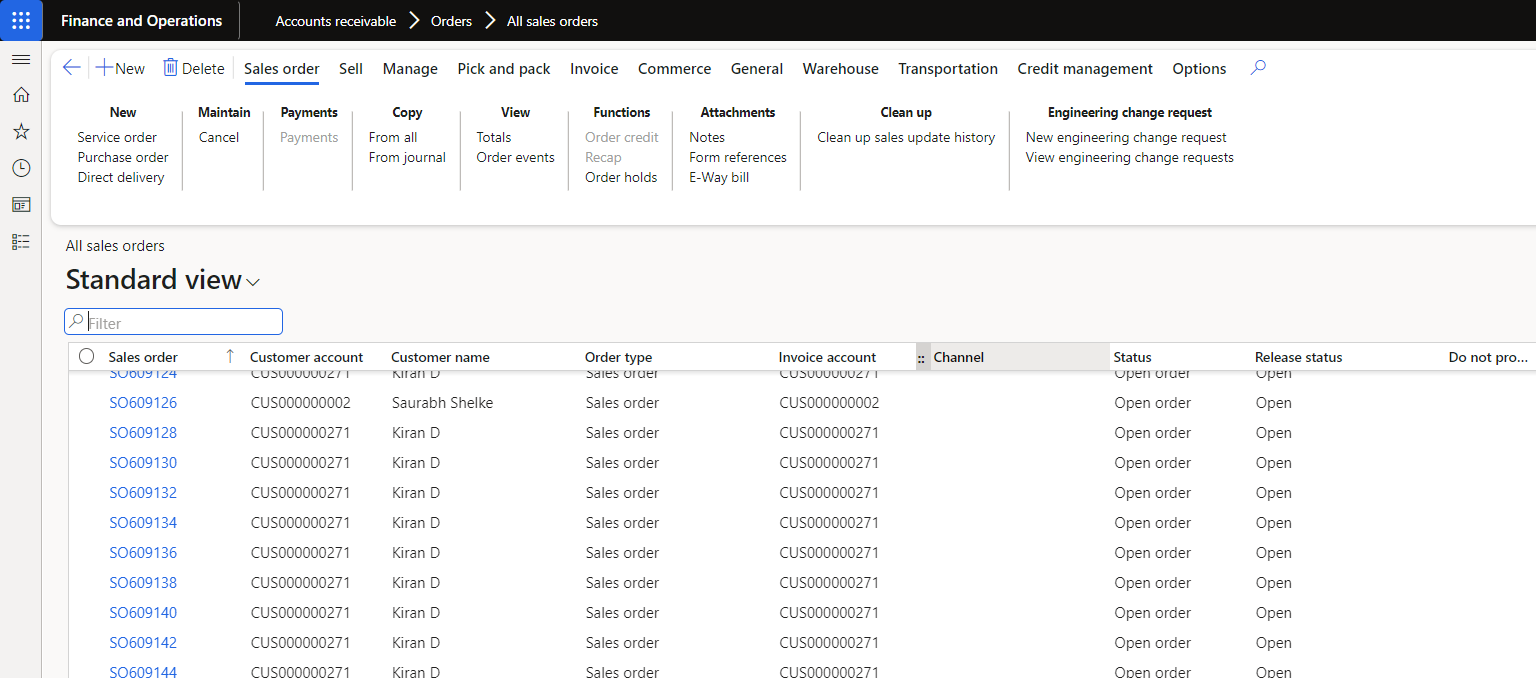 Finance and Operations Accounts receivable Orders All sales orders
New Delete Sales order Sell Manage Pick and pack Invoice Commerce General Warehouse Transportation Credit management Options
New Maintain Payments Copy View Functions Attachments Clean up Engineering change request
Service order Cancel Payments From all Totals Order credit Notes Clean up sales update history New engineering change request
Purchase order From journal Order events Recap Form references View engineering change requests
Direct delivery Order holds E-Way bill
All sales orders
Standard view
Filter
Sales order Customer account Customer name Order type Invoice account Channel Status Release status Do not pro...
SO609124 CUS000000271 Kiran D Sales order CUS000000271 Open order Open
SO609126 CUS000000002 Saurabh Shelke Sales order CUS000000002 Open order Open
SO609128 CUS000000271 Kiran D Sales order CUS000000271 Open order Open
SO609130 CUS000000271 Kiran D Sales order CUS000000271 Open order Open
SO609132 CUS000000271 Kiran D Sales order CUS000000271 Open order Open
SO609134 CUS000000271 Kiran D Sales order CUS000000271 Open order Open
SO609136 CUS000000271 Kiran D Sales order CUS000000271 Open order Open
SO609138 CUS000000271 Kiran D Sales order CUS000000271 Open order Open
SO609140 CUS000000271 Kiran D Sales order CUS000000271 Open order Open
SO609142 CUS000000271 Kiran D Sales order CUS000000271 Open order Open
SO609144 CUS000000271 Kiran D Sales order CUS000000271 Open order Open